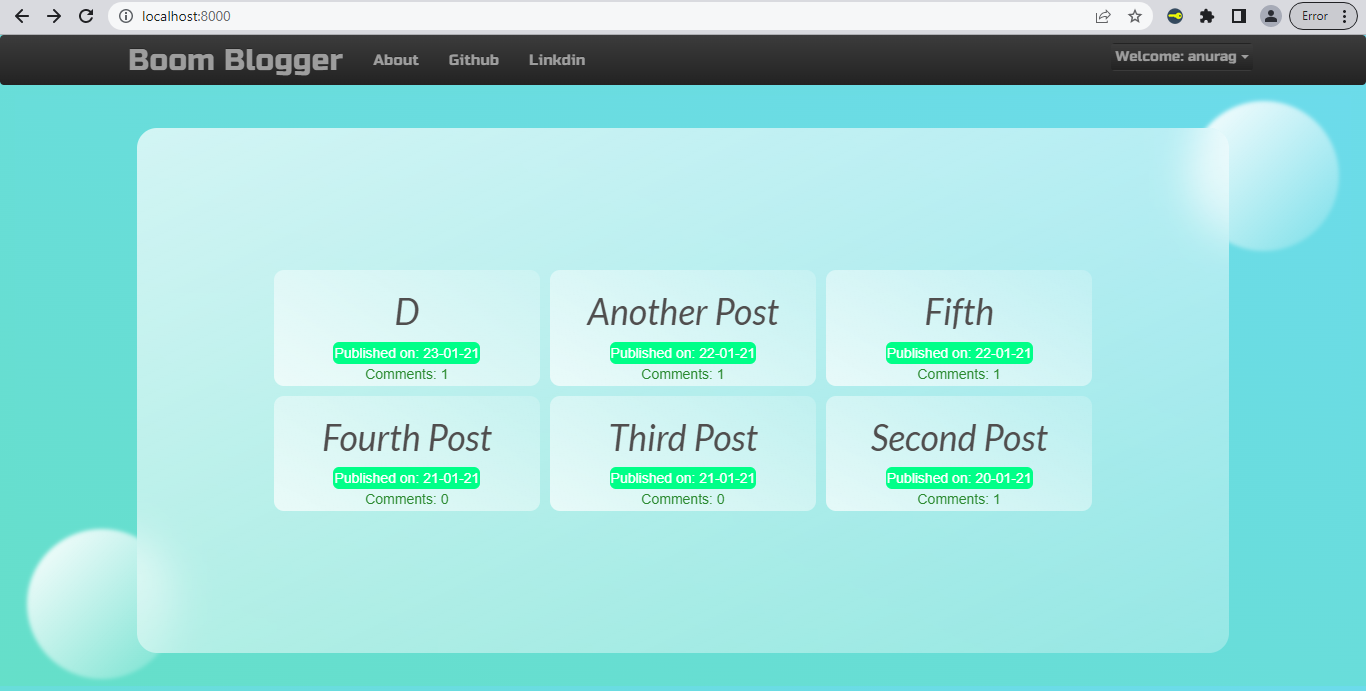 localhost:8000
Error
Boom Blogger About Github Linkdin Welcome: anurag
D Another Post Fifth
Published on: 23-01-21 Published on: 22-01-21 Published on: 22-01-21
Comments: 1 Comments: 1 Comments: 1
Fourth Post Third Post Second Post
Published on: 21-01-21 Published on: 21-01-21 Published on: 20-01-21
Comments: 0 Comments: 0 Comments: 1